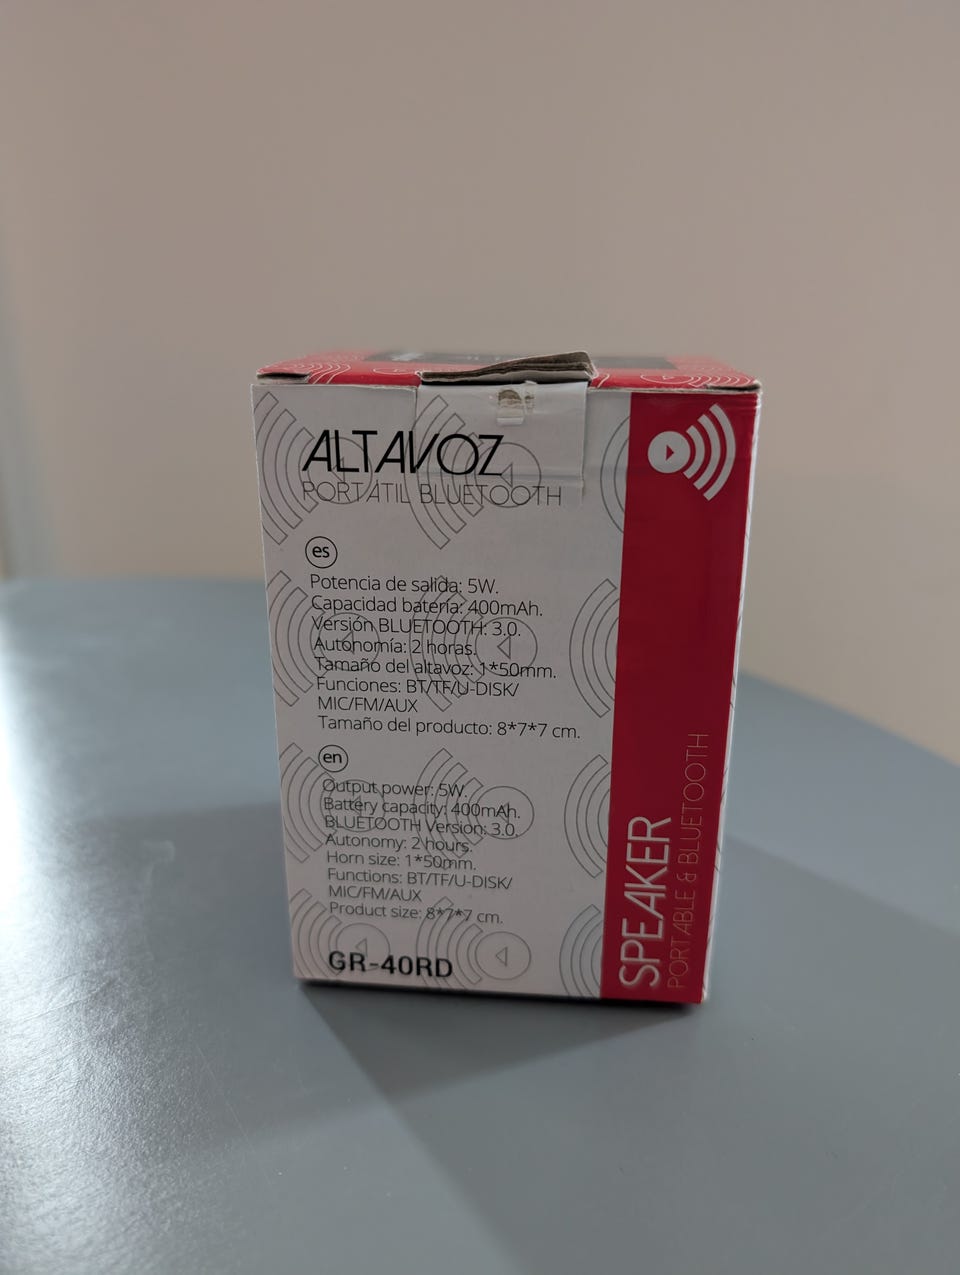 ALTAVOZ
PORTATIL BLUETOOTH
es
Potencia de salida: 5W.
Capacidad batería: 400mAh.
Versión BLUETOOTH: 3.0.
Autonomía: 2 horas.
Tamaño del altavoz: 1*50mm.
Funciones: BT/TF/U-DISK/
MIC/FM/AUX
Tamaño del producto: 8*7*7 cm.
en
Output power: 5W.
Battery capacity: 400mAh.
BLUETOOTH Version: 3.0.
Autonomy: 2 hours.
Horn size: 1*50mm.
Functions: BT/TF/U-DISK/
MIC/FM/AUX
Product size: 8*7*7 cm.
GR-40RD
SPEAKER
PORTABLE & BLUETOOTH